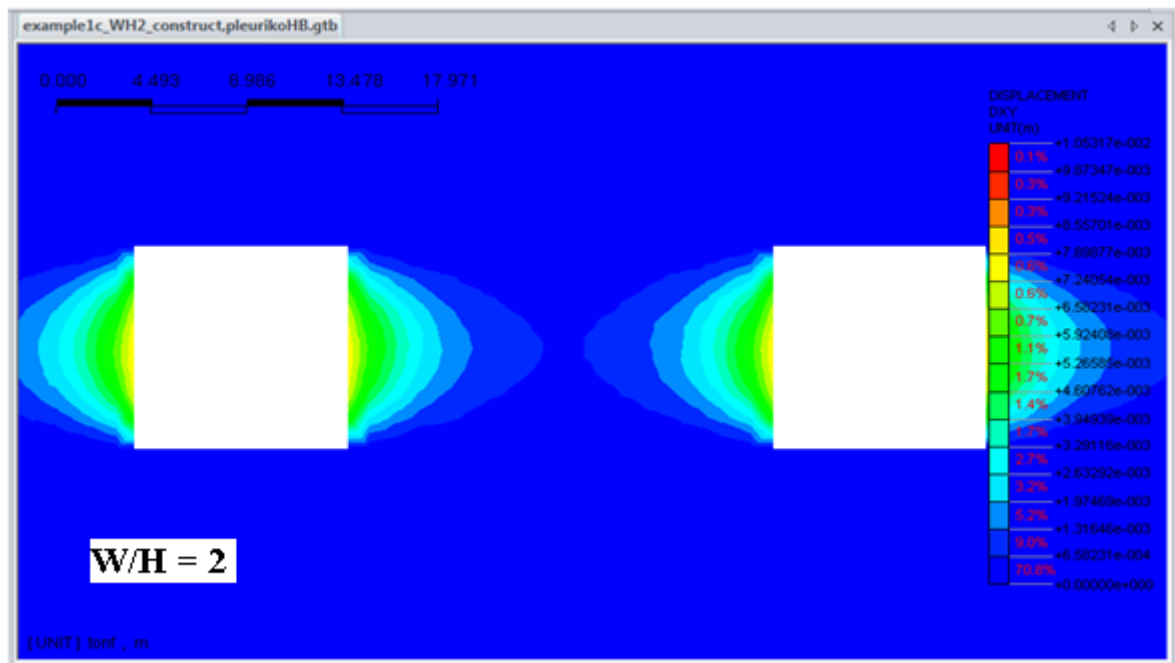 example1c_WH2_construct,pleurikoHB.gtb
0.000 4.493 8.986 13.478 17.971
DISPLACEMENT
DXY
UNIT(m)
+1.05317e-002
0.1%
+9.87347e-003
0.3%
+9.21524e-003
0.3%
+8.55701e-003
0.5%
+7.89877e-003
0.6%
+7.24054e-003
0.6%
+6.58231e-003
0.7%
+5.92408e-003
1.1%
+5.26585e-003
1.7%
+4.60762e-003
1.4%
+3.94939e-003
1.7%
+3.29116e-003
2.7%
+2.63292e-003
3.2%
+1.97469e-003
5.2%
+1.31646e-003
9.0%
+6.58231e-004
70.8%
+0.00000e+000
W/H = 2
[UNIT] tonf , m